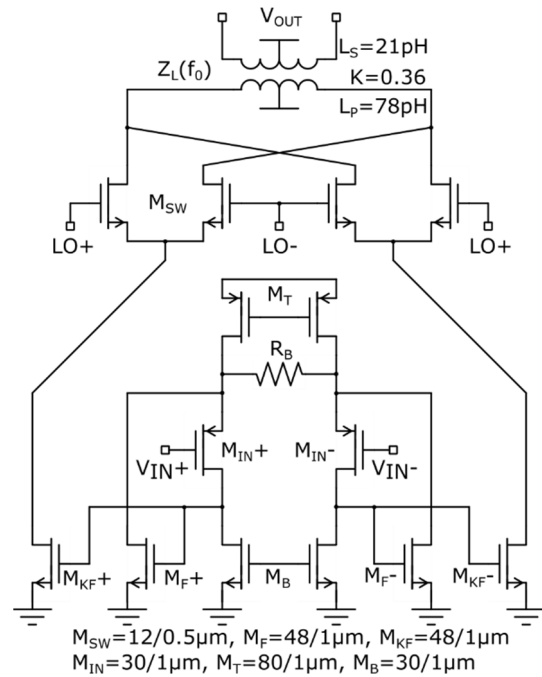 V_OUT
L_S=21pH
Z_L(f_0)
K=0.36
L_P=78pH
M_SW
LO+
LO-
LO+
M_T
R_B
M_IN+
M_IN-
V_IN+
V_IN-
M_KF+
M_F+
M_B
M_F-
M_KF-
M_SW=12/0.5µm, M_F=48/1µm, M_KF=48/1µm
M_IN=30/1µm, M_T=80/1µm, M_B=30/1µm